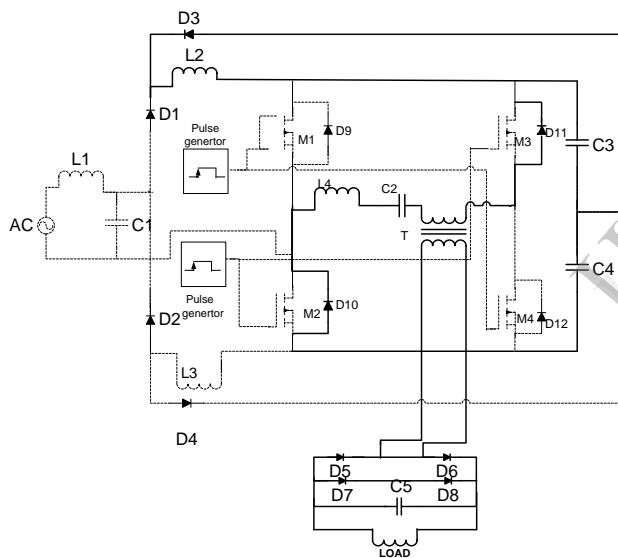 D3
L2
D1
Pulse
genertor
M1
D9
M3
D11
C3
L1
AC
C1
L4
C2
T
C4
Pulse
genertor
M2
D10
M4
D12
D2
L3
D4
D5
D6
D7
C5
D8
LOAD